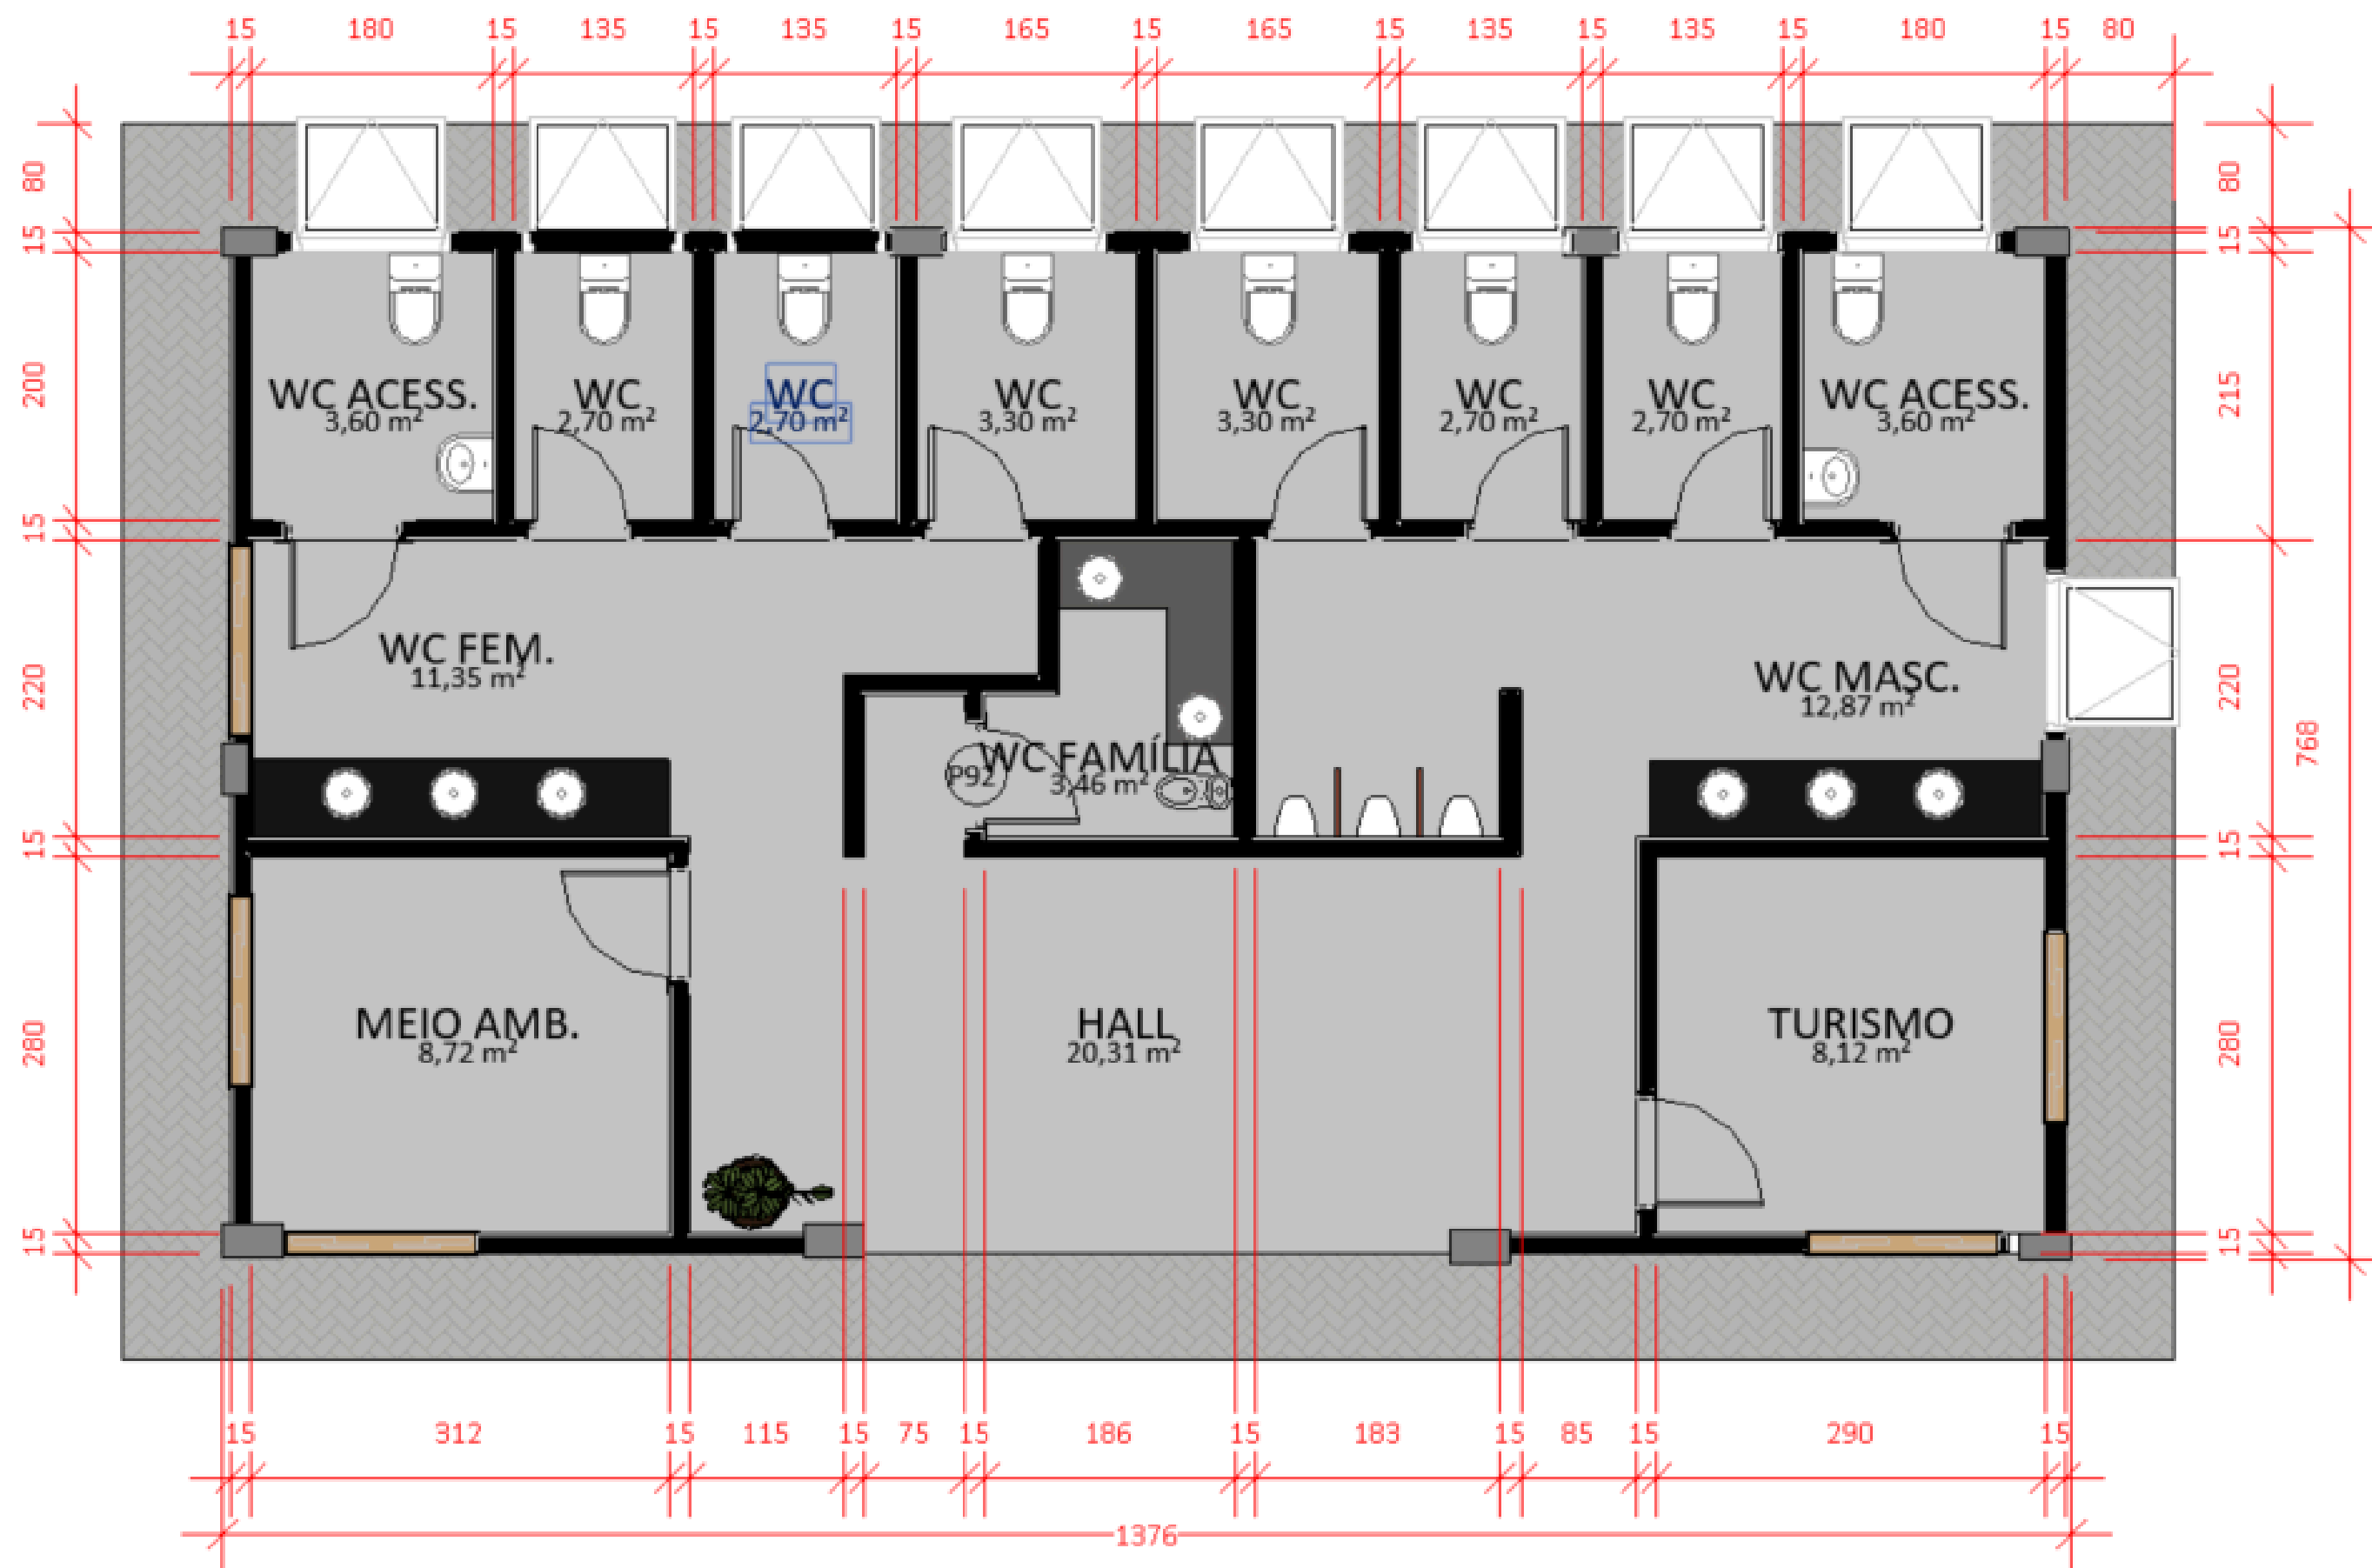 15 180 15 135 15 135 15 165 15 165 15 135 15 135 15 180 15 80
80
15
200
15
220
15
280
15
80
15
215
220
15
280
15
768
WC ACESS.
3,60 m²
WC
2,70 m²
WC
2,70 m²
WC
3,30 m²
WC
3,30 m²
WC
2,70 m²
WC
2,70 m²
WC ACESS.
3,60 m²
WC FEM.
11,35 m²
WC MASC.
12,87 m²
P92
WC FAMÍLIA
3,46 m²
MEIO AMB.
8,72 m²
HALL
20,31 m²
TURISMO
8,12 m²
15 312 15 115 15 75 15 186 15 183 15 85 15 290 15
1376